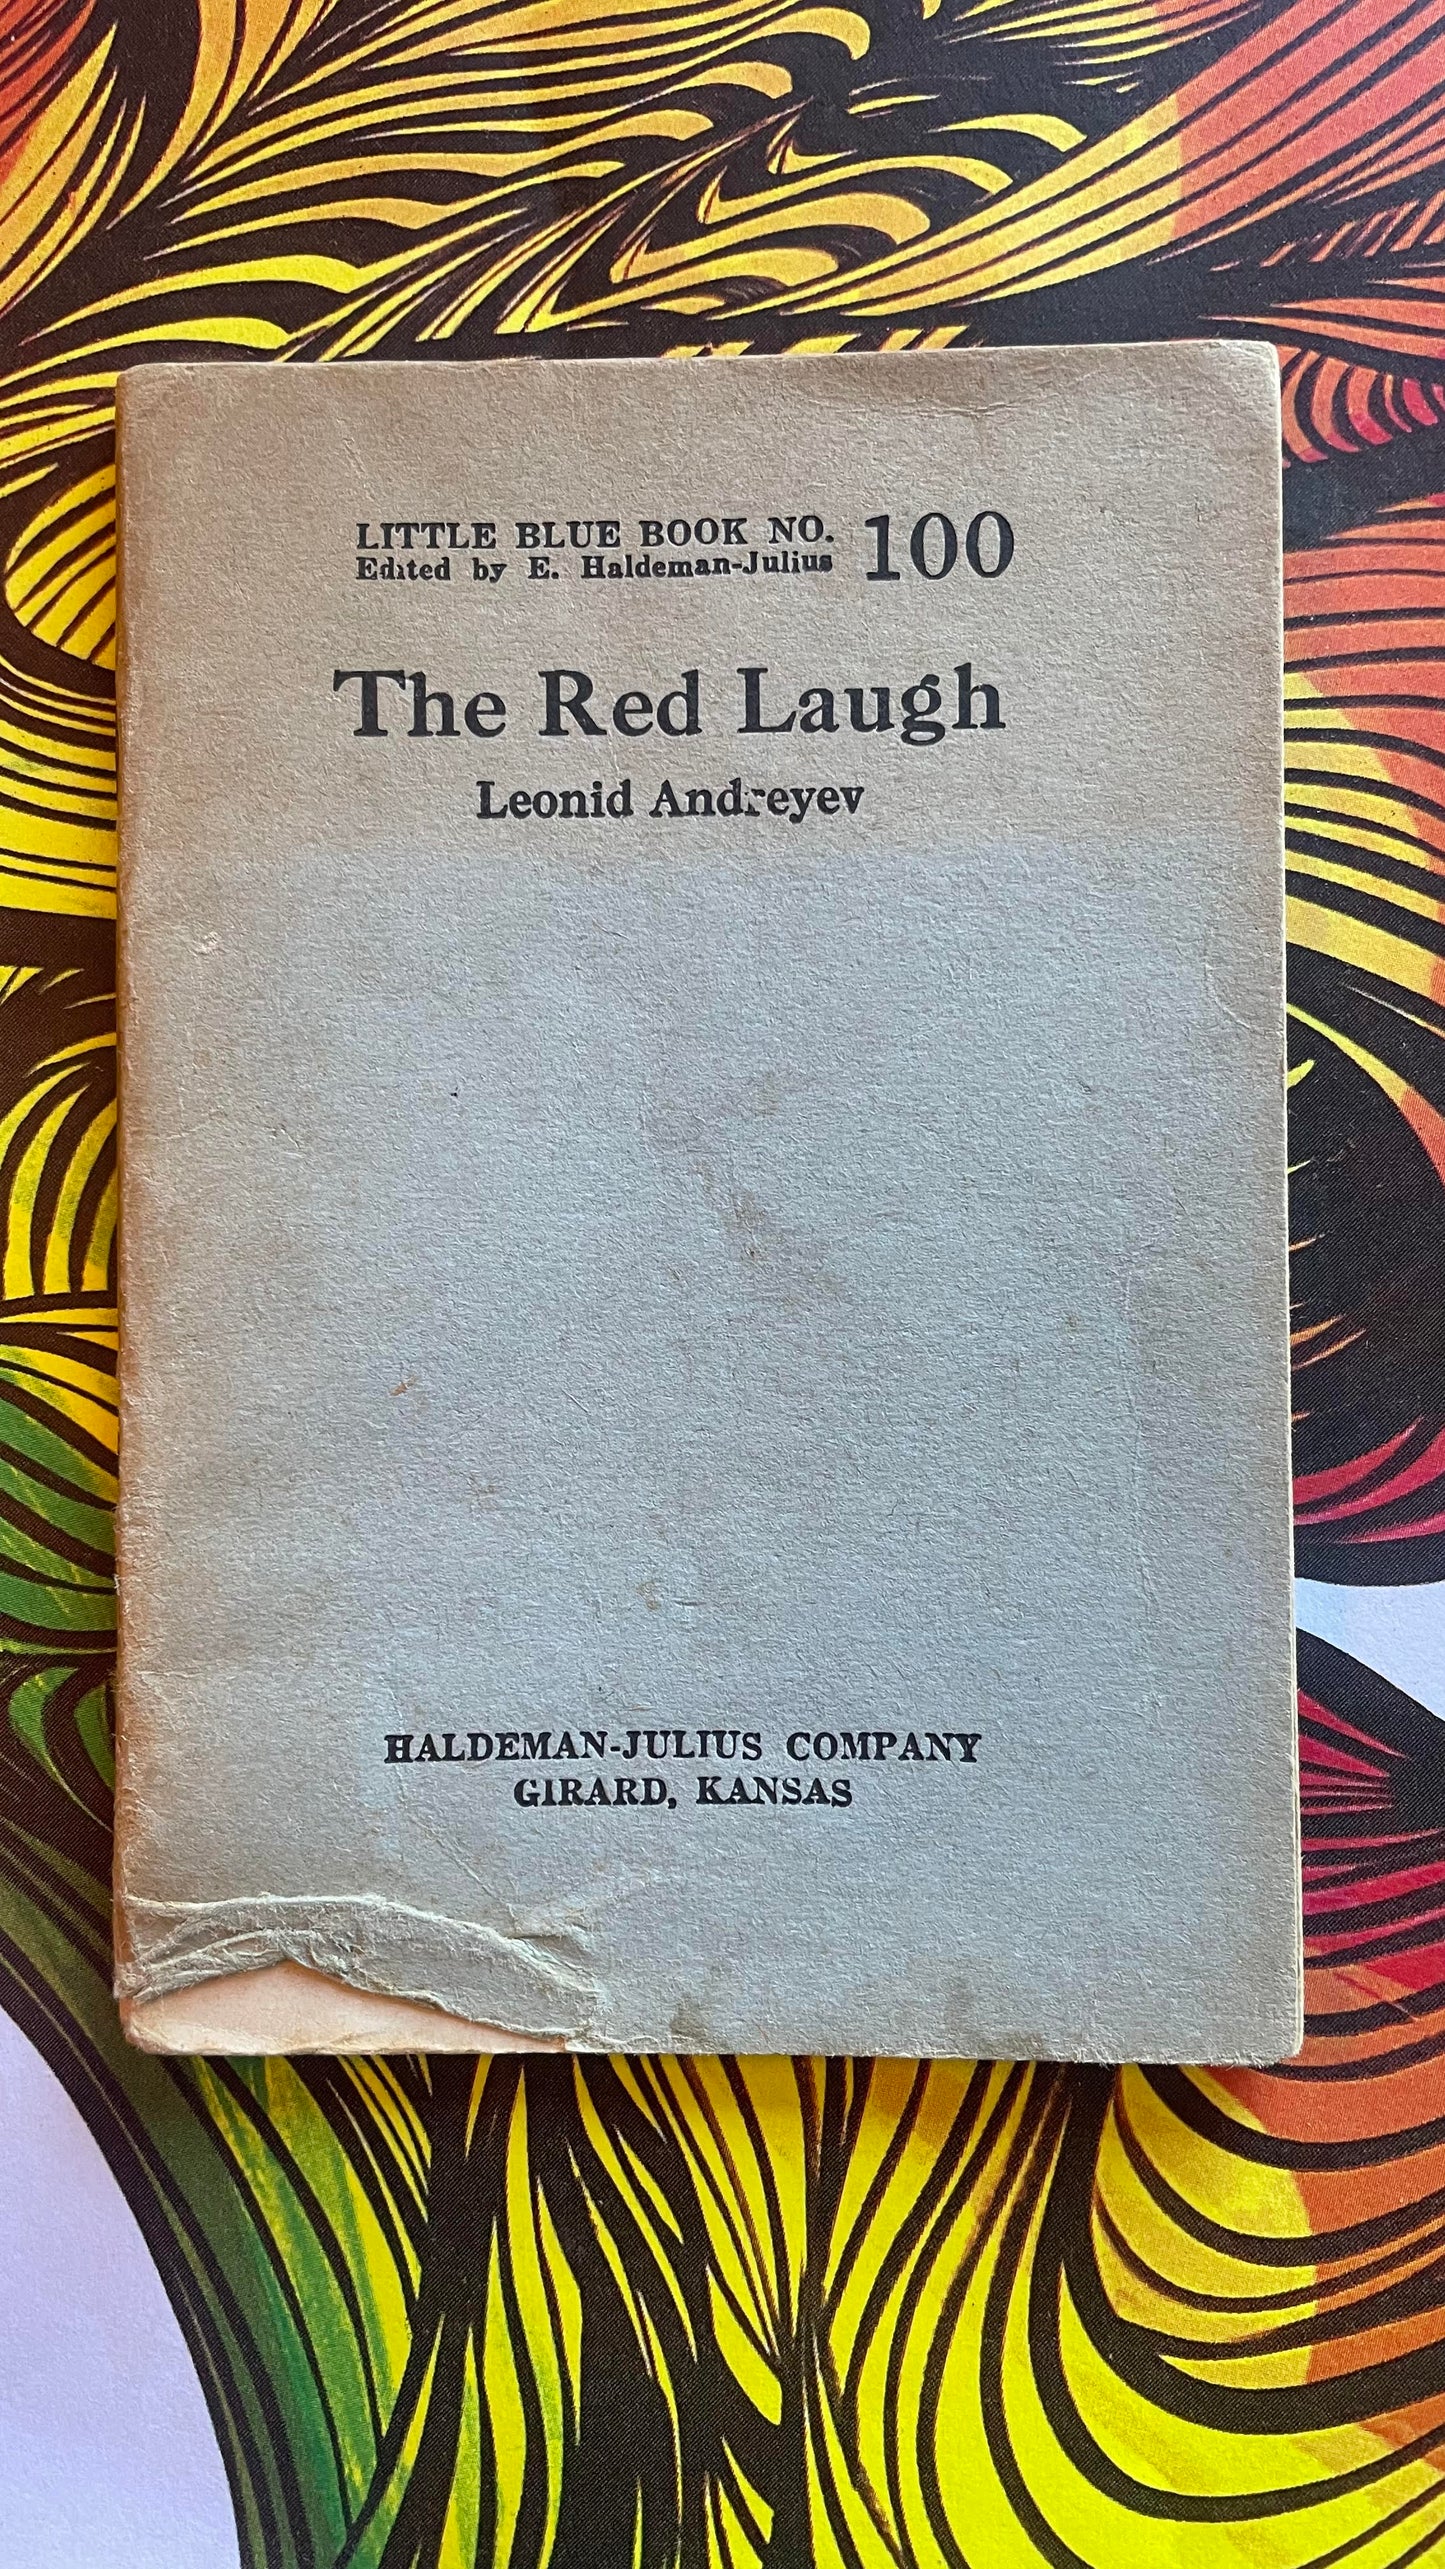 LITTLE BLUE BOOK NO. 100
Edited by E. Haldeman-Julius
The Red Laugh
Leonid Andreyev
HALDEMAN-JULIUS COMPANY
GIRARD, KANSAS